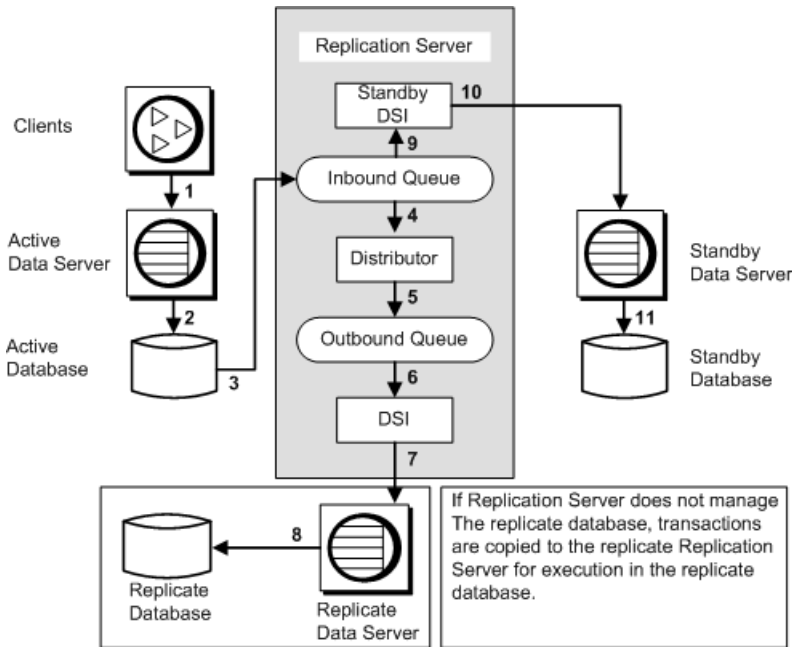 Replication Server
Standby
DSI
10
9
Clients
Inbound Queue
1
4
Active
Data Server
Distributor
Standby
Data Server
5
2
11
Outbound Queue
Active
Database
3
6
Standby
Database
DSI
7
8
Replicate
Database
Replicate
Data Server
If Replication Server does not manage
The replicate database, transactions
are copied to the replicate Replication
Server for execution in the replicate
database.